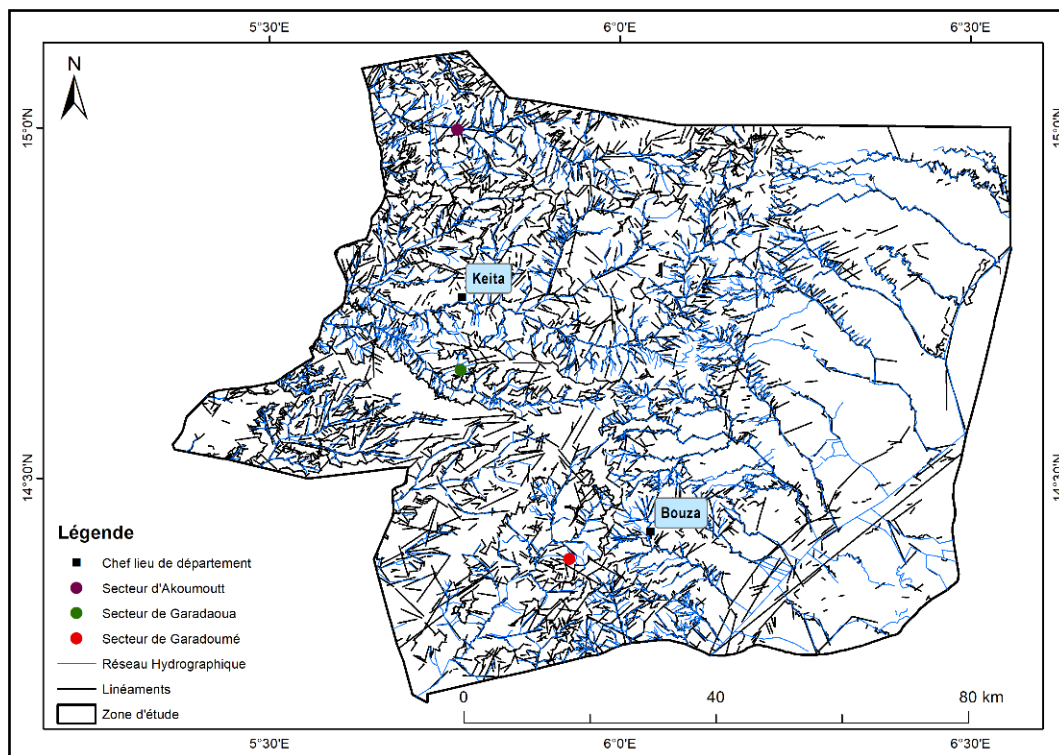 5°30'E 6°0'E 6°30'E
N
15°0'N
15°0'N
Keita
14°30'N
14°30'N
Bouza
Légende
Chef lieu de département
Secteur d'Akoumoutt
Secteur de Garadaoua
Secteur de Garadoumé
Réseau Hydrographique
Linéaments
Zone d'étude
0 40 80 km
5°30'E 6°0'E 6°30'E